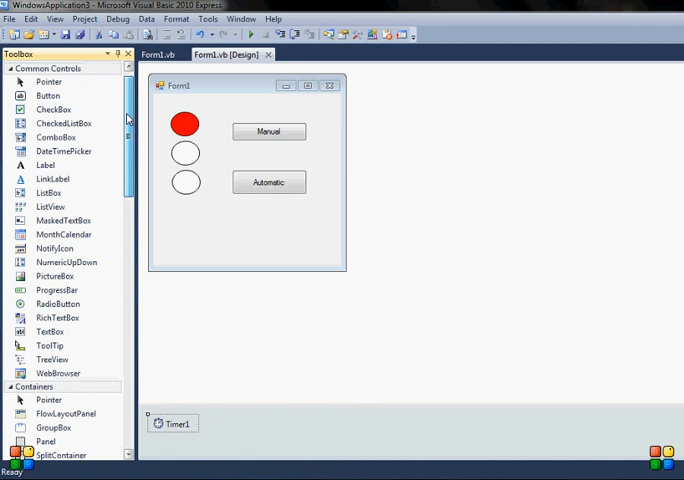 WindowsApplication3 - Microsoft Visual Basic 2010 Express
File Edit View Project Debug Data Format Tools Window Help
Toolbox
Form1.vb Form1.vb [Design]
Common Controls
Pointer
Button
CheckBox
CheckedListBox
ComboBox
DateTimePicker
Label
LinkLabel
ListBox
ListView
MaskedTextBox
MonthCalendar
NotifyIcon
NumericUpDown
PictureBox
ProgressBar
RadioButton
RichTextBox
TextBox
ToolTip
TreeView
WebBrowser
Containers
Pointer
FlowLayoutPanel
GroupBox
Panel
SplitContainer
Form1
Manual
Automatic
Timer1
Ready